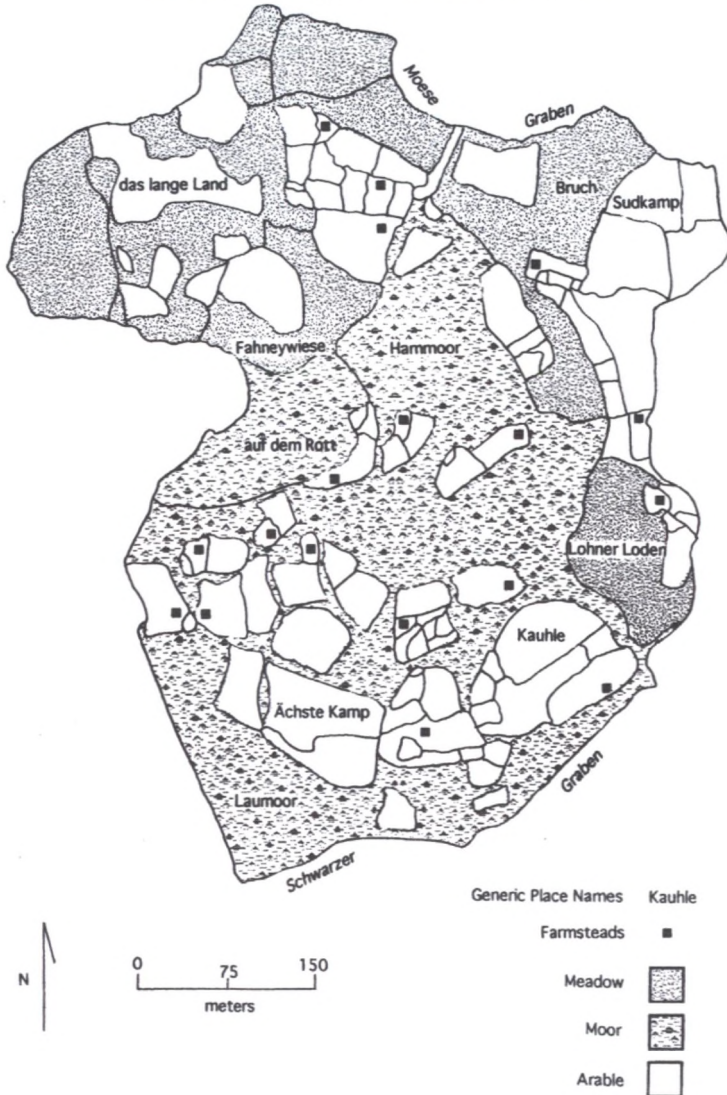 Moese
Graben
das lange Land
Bruch
Sudkamp
Fahneywiese
Hammoor
auf dem Rott
Lohner Loden
Kauhle
Ächste Kamp
Laumoor
Graben
Schwarzer
Generic Place Names Kauhle
Farmsteads
N
0 75 150
meters
Meadow
Moor
Arable